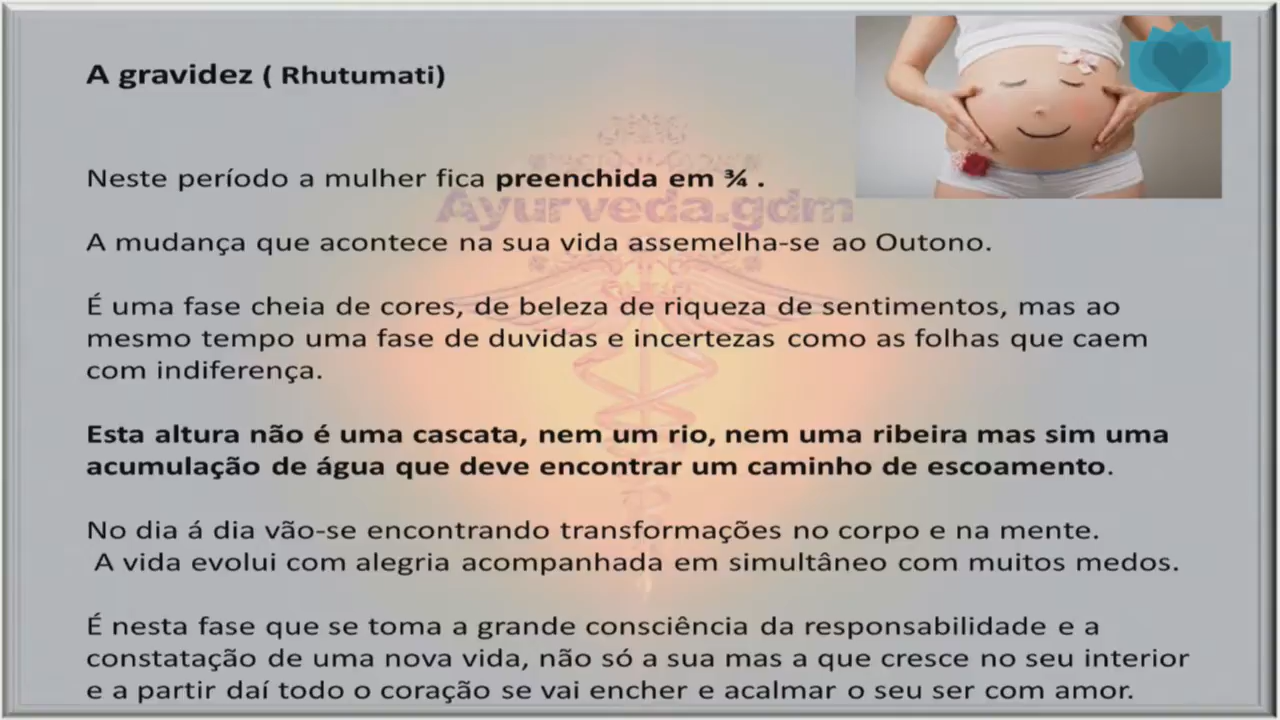 A gravidez ( Rhutumati)
Neste período a mulher fica preenchida em ¾ .
Ayurveda.gdm
A mudança que acontece na sua vida assemelha-se ao Outono.
É uma fase cheia de cores, de beleza de riqueza de sentimentos, mas ao
mesmo tempo uma fase de duvidas e incertezas como as folhas que caem
com indiferença.
Esta altura não é uma cascata, nem um rio, nem uma ribeira mas sim uma
acumulação de água que deve encontrar um caminho de escoamento.
No dia á dia vão-se encontrando transformações no corpo e na mente.
A vida evolui com alegria acompanhada em simultâneo com muitos medos.
É nesta fase que se toma a grande consciência da responsabilidade e a
constatação de uma nova vida, não só a sua mas a que cresce no seu interior
e a partir daí todo o coração se vai encher e acalmar o seu ser com amor.